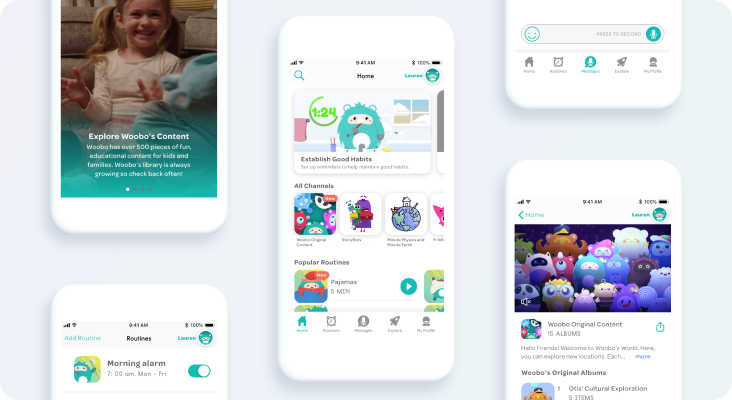 Explore Woobo's Content
Woobo has over 500 pieces of fun,
educational content for kids and
families. Woobo's library is always
growing so check back often!
9:41 AM
Add Routine
Routines
Lauren
Morning alarm
7: 00 am, Mon - Fri
9:41 AM
100%
Home
Lauren
1:24
Establish Good Habits
Set up reminders to help maintain good habits.
All Channels
New
Woobo Original
Content
StoryBots
Minute Physics and
Minute Earth
Popular Routines
New
Pajamas
5 MIN
Home
Routines
Messages
Explore
My Profile
PRESS TO RECORD
Home
Routines
Messages
Explore
My Profile
9:41 AM
100%
Home
Lauren
Woobo Original Content
15 ALBUMS
Hello Friends! Welcome to Woobo's World. Here,
you can explore new locations. Each... more
Woobo's Original Albums
1 Otis' Cultural Exploration
5 ITEMS